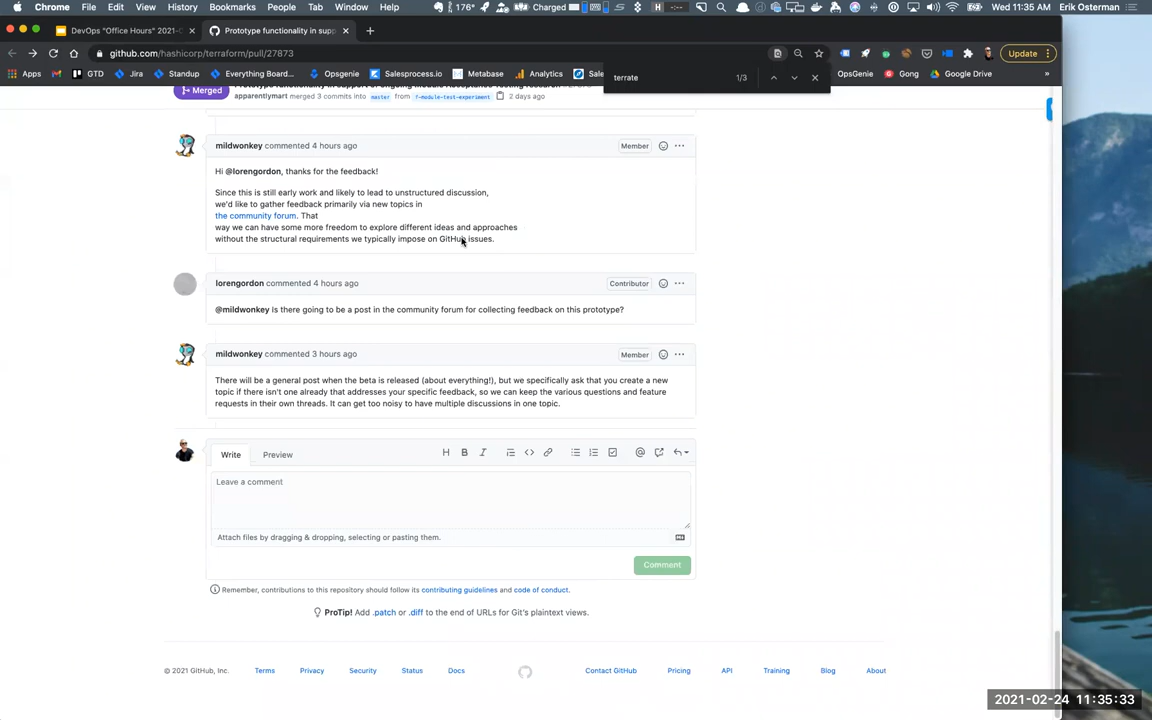 Chrome File Edit View History Bookmarks People Tab Window Help 176° Charged Wed 11:35 AM Erik Osterman
DevOps "Office Hours" 2021-0
Prototype functionality in supp
github.com/hashicorp/terraform/pull/27873
Update
Apps GTD Jira Standup Everything Board... Opsgenie Salesprocess.io Metabase Analytics Sale
terrate 1/3
OpsGenie Gong Google Drive
Merged
apparentlymart merged 3 commits into master from f-module-test-experiment 2 days ago
mildwonkey commented 4 hours ago Member
Hi @lorengordon, thanks for the feedback!
Since this is still early work and likely to lead to unstructured discussion,
we'd like to gather feedback primarily via new topics in
the community forum. That
way we can have some more freedom to explore different ideas and approaches
without the structural requirements we typically impose on GitHub issues.
lorengordon commented 4 hours ago Contributor
@mildwonkey Is there going to be a post in the community forum for collecting feedback on this prototype?
mildwonkey commented 3 hours ago Member
There will be a general post when the beta is released (about everything!), but we specifically ask that you create a new
topic if there isn't one already that addresses your specific feedback, so we can keep the various questions and feature
requests in their own threads. It can get too noisy to have multiple discussions in one topic.
Write Preview
Leave a comment
Attach files by dragging & dropping, selecting or pasting them.
Comment
Remember, contributions to this repository should follow its contributing guidelines and code of conduct.
ProTip! Add .patch or .diff to the end of URLs for Git's plaintext views.
© 2021 GitHub, Inc. Terms Privacy Security Status Docs Contact GitHub Pricing API Training Blog About
2021-02-24 11:35:33